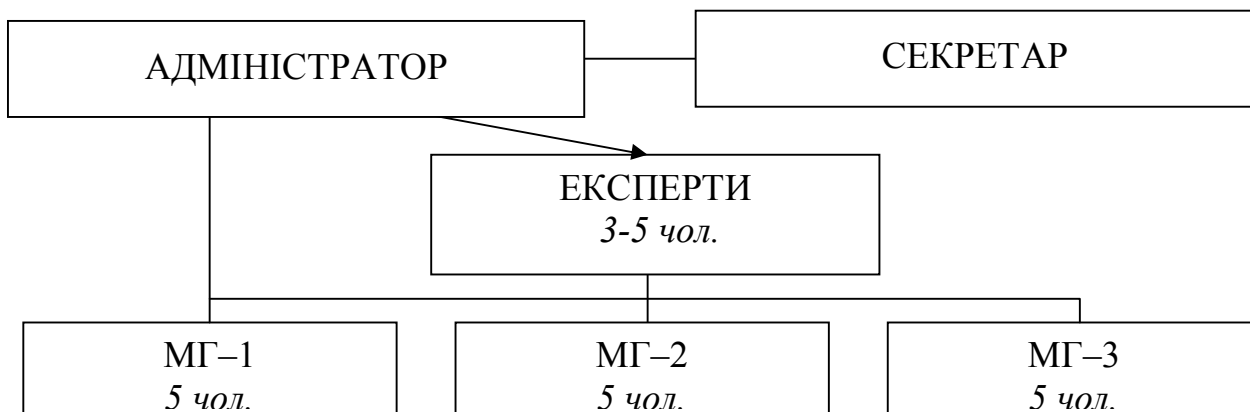 АДМІНІСТРАТОР
СЕКРЕТАР
ЕКСПЕРТИ
3-5 чол.
МГ–1
5 чол.
МГ–2
5 чол.
МГ–3
5 чол.